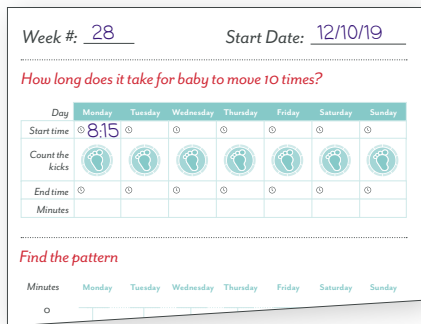 Week #: 28 Start Date: 12/10/19
How long does it take for baby to move 10 times?
Day Monday Tuesday Wednesday Thursday Friday Saturday Sunday
Start time 8:15
Count the
kicks
End time
Minutes
Find the pattern
Minutes Monday Tuesday Wednesday Thursday Friday Saturday Sunday
0